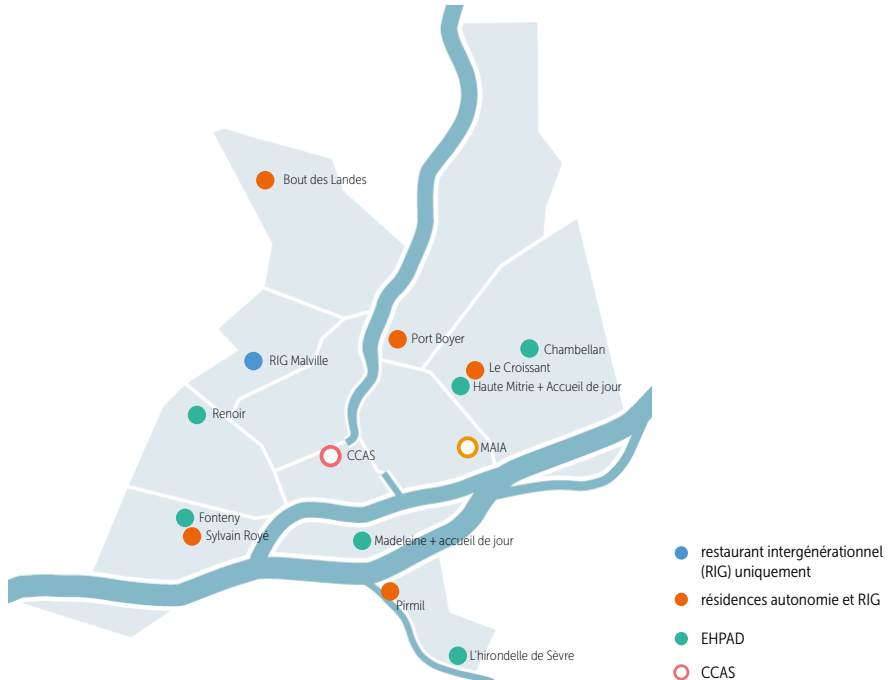 Bout des Landes
Port Boyer
Chambellan
RIG Malville
Le Croissant
Haute Mitrie + Accueil de jour
Renoir
MAIA
CCAS
Fonteny
Sylvain Royé
Madeleine + accueil de jour
Pirmil
L'hirondelle de Sèvre
restaurant intergénérationnel
(RIG) uniquement
résidences autonomie et RIG
EHPAD
CCAS